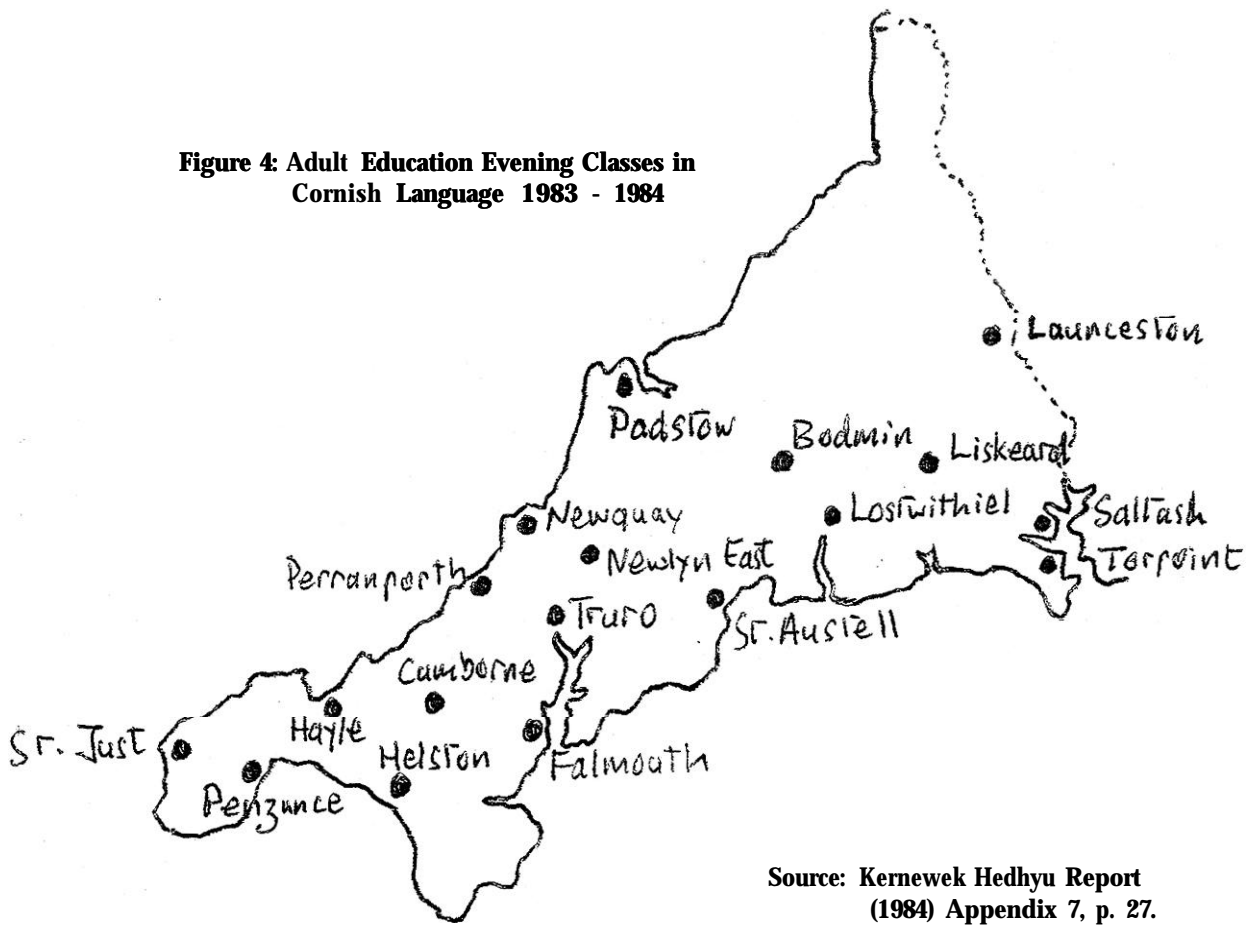 Figure 4: Adult Education Evening Classes in
Cornish Language 1983 - 1984
Launceston
Padstow
Bodmin
Liskeard
Newquay
Lostwithiel
Saltash
Newlyn East
Torpoint
Perranporth
Truro
St. Austell
Camborne
St. Just
Hayle
Helston
Falmouth
Penzance
Source: Kernewek Hedhyu Report
(1984) Appendix 7, p. 27.